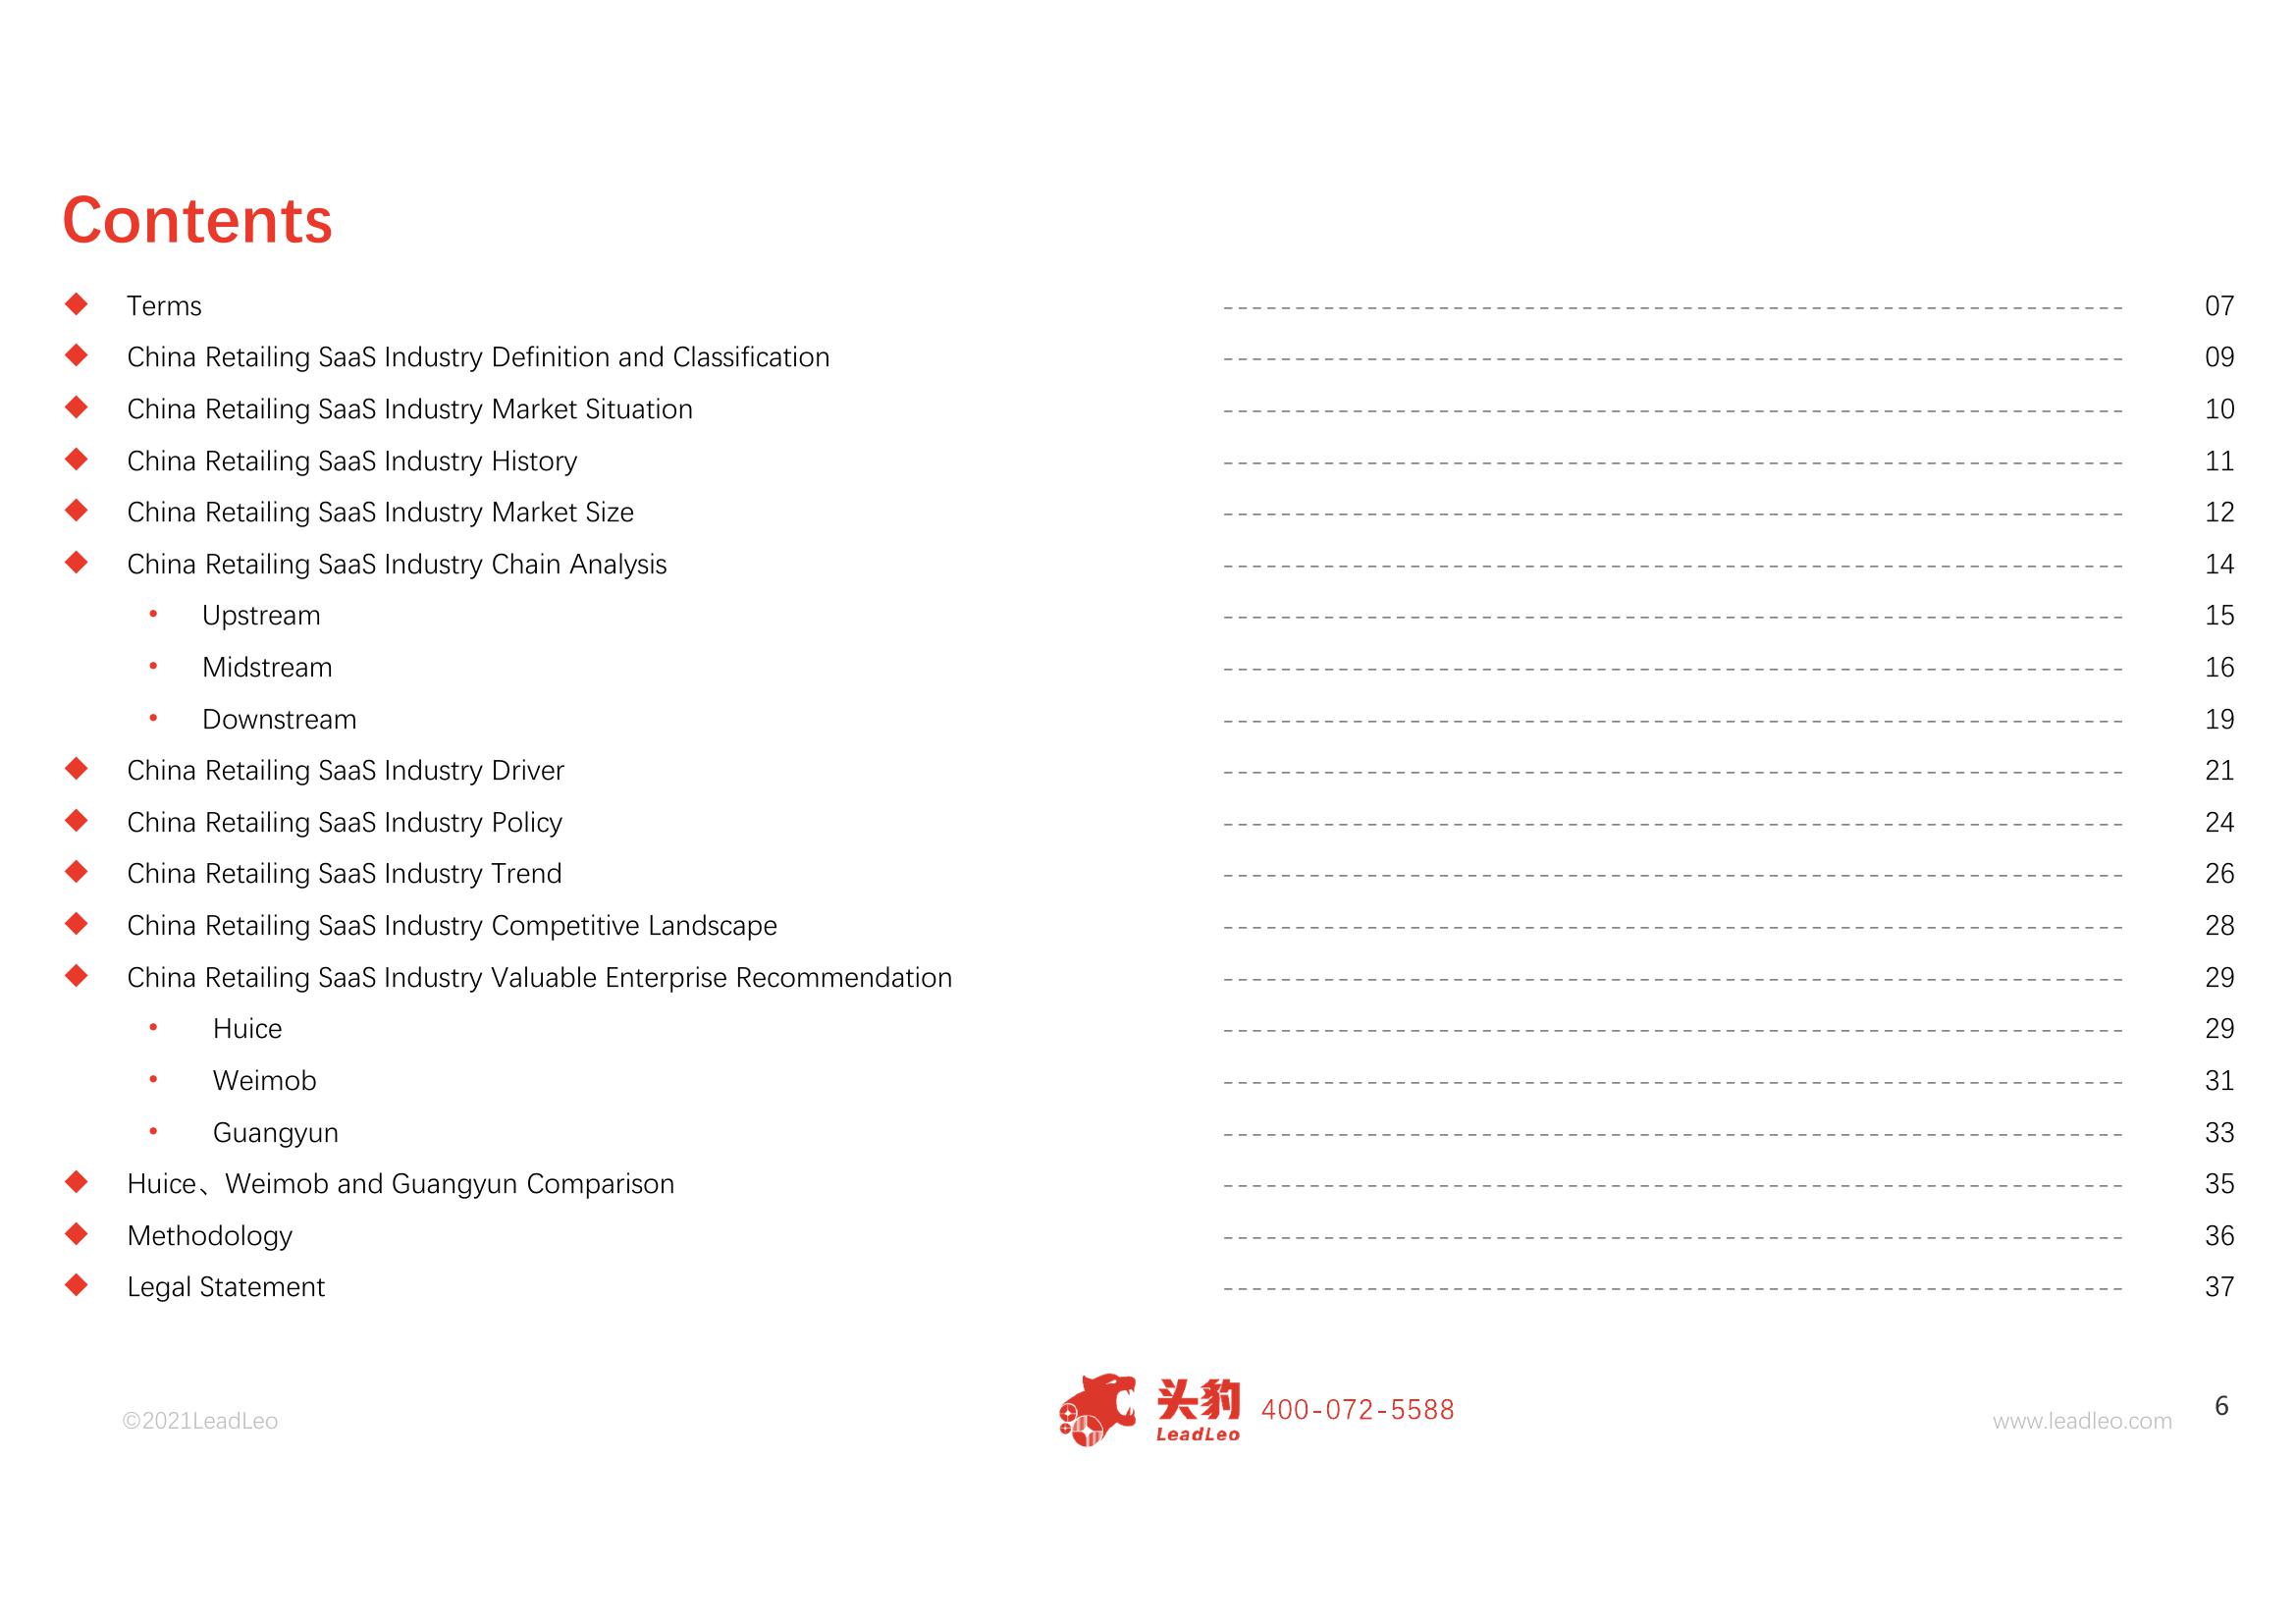 Contents
Terms 07
China Retailing SaaS Industry Definition and Classification 09
China Retailing SaaS Industry Market Situation 10
China Retailing SaaS Industry History 11
China Retailing SaaS Industry Market Size 12
China Retailing SaaS Industry Chain Analysis 14
• Upstream 15
• Midstream 16
• Downstream 19
China Retailing SaaS Industry Driver 21
China Retailing SaaS Industry Policy 24
China Retailing SaaS Industry Trend 26
China Retailing SaaS Industry Competitive Landscape 28
China Retailing SaaS Industry Valuable Enterprise Recommendation 29
• Huice 29
• Weimob 31
• Guangyun 33
Huice、Weimob and Guangyun Comparison 35
Methodology 36
Legal Statement 37
©2021LeadLeo
头豹
LeadLeo
400-072-5588
www.leadleo.com
6